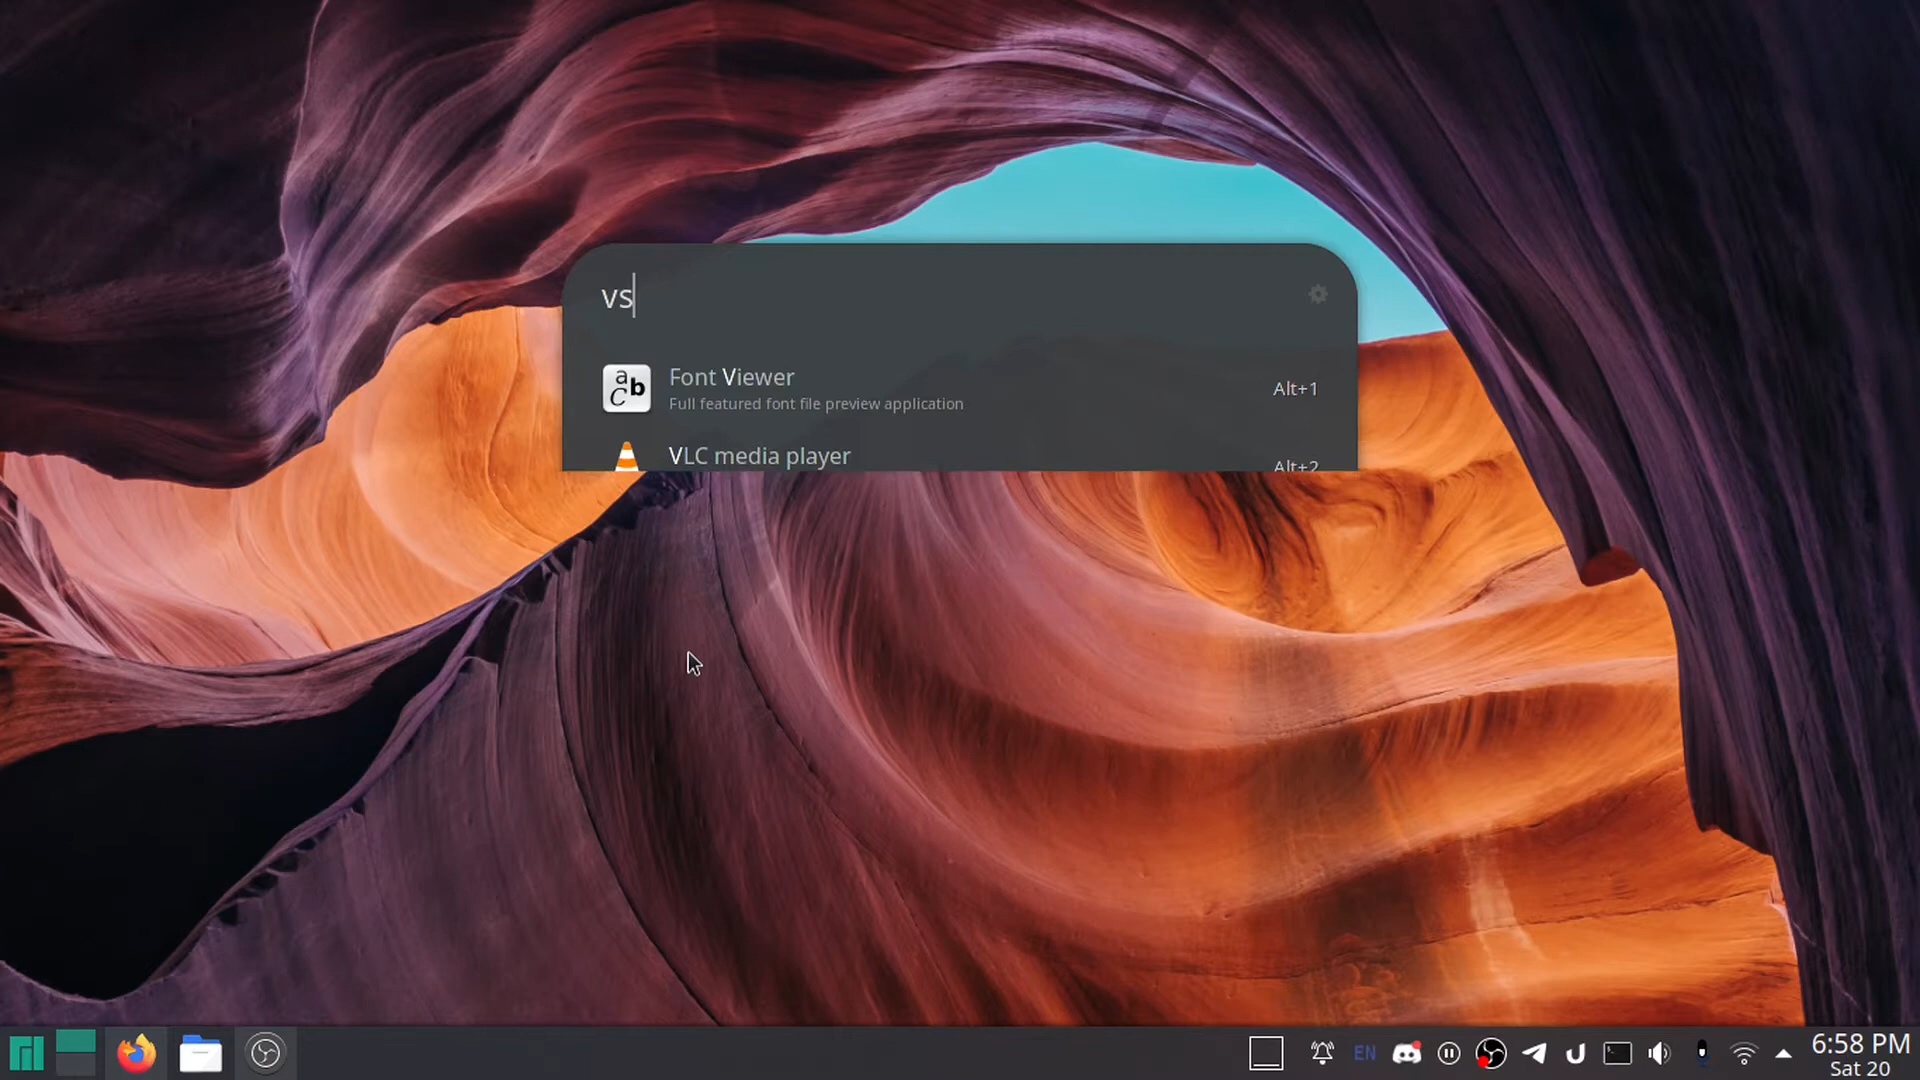 vs
Font Viewer
Full featured font file preview application
Alt+1
VLC media player
Alt+2
EN
6:58 PM
Sat 20